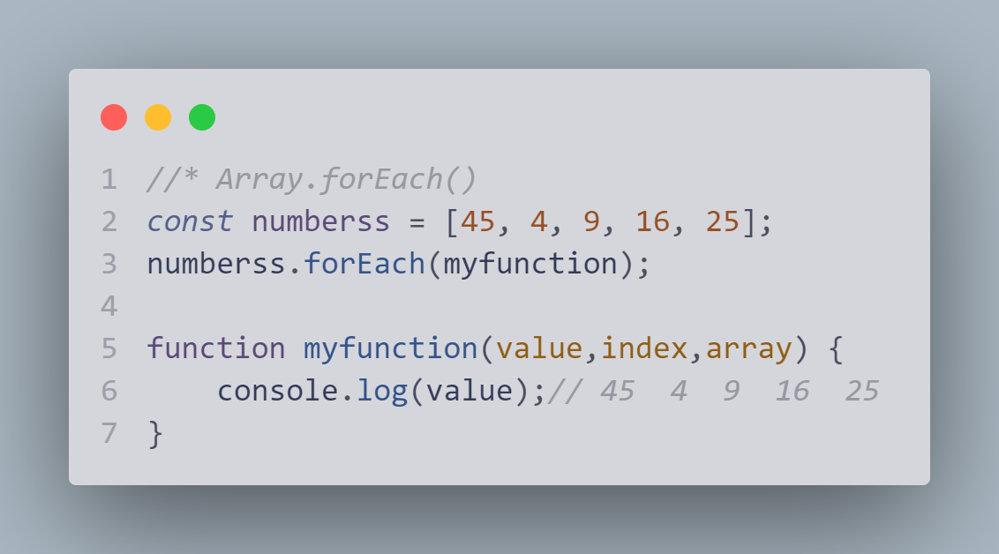 1 //* Array.forEach()
2 const numberss = [45, 4, 9, 16, 25];
3 numberss.forEach(myfunction);
4
5 function myfunction(value,index,array) {
6     console.log(value);// 45  4  9  16  25
7 }